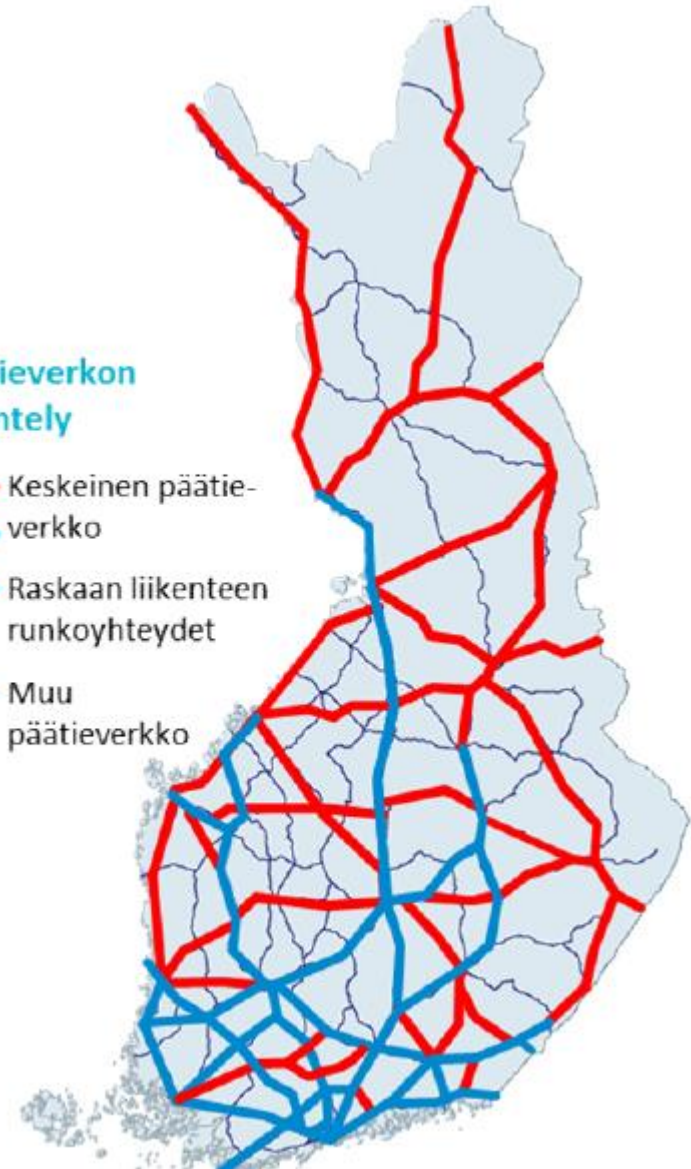 ieverkon
ntely
Keskeinen päätie-
verkko
Raskaan liikenteen
runkoyhteydet
Muu
päätieverkko